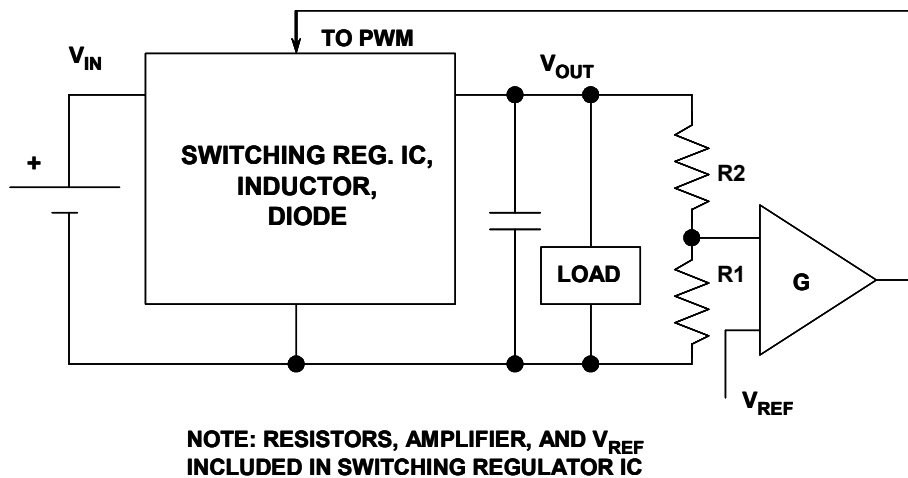 TO PWM
V_IN
V_OUT
+
SWITCHING REG. IC,
INDUCTOR,
DIODE
R2
LOAD
R1
G
V_REF
NOTE: RESISTORS, AMPLIFIER, AND V_REF
INCLUDED IN SWITCHING REGULATOR IC